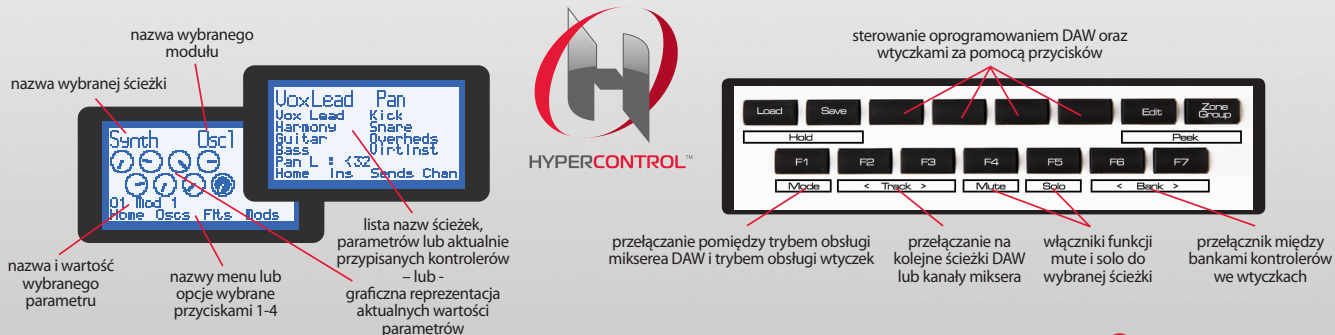 nazwa wybranego
modułu
nazwa wybranej ścieżki
Synth Osc1
O1 Mod 1
Home Oscs Flts Mods
nazwa i wartość
wybranego
parametru
nazwy menu lub
opcje wybrane
przyciskami 1-4
VoxLead Pan
Vox Lead Kick
Harmony Snare
Guitar Overheds
Bass VirtInst
Pan L : <32
Home Ins Sends Chan
lista nazw ścieżek,
parametrów lub aktualnie
przypisanych kontrolerów
– lub -
graficzna reprezentacja
aktualnych wartości
parametrów
HYPERCONTROL™
sterowanie oprogramowaniem DAW oraz
wtyczkami za pomocą przycisków
Load Save Edit Zone
Group
Hold Peek
F1 F2 F3 F4 F5 F6 F7
Mode < Track > Mute Solo < Bank >
przełączanie pomiędzy trybem obsługi
mikserea DAW i trybem obsługi wtyczek
przełączanie na
kolejne ścieżki DAW
lub kanały miksera
włączniki funkcji
mute i solo do
wybranej ścieżki
przełącznik między
bankami kontrolerów
we wtyczkach